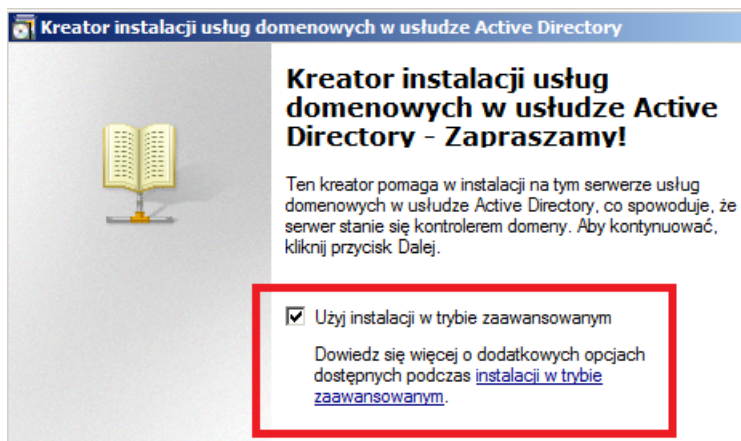 Kreator instalacji usług domenowych w usłudze Active Directory
Kreator instalacji usług
domenowych w usłudze Active
Directory - Zapraszamy!
Ten kreator pomaga w instalacji na tym serwerze usług
domenowych w usłudze Active Directory, co spowoduje, że
serwer stanie się kontrolerem domeny. Aby kontynuować,
kliknij przycisk Dalej.
Użyj instalacji w trybie zaawansowanym
Dowiedz się więcej o dodatkowych opcjach
dostępnych podczas instalacji w trybie
zaawansowanym.